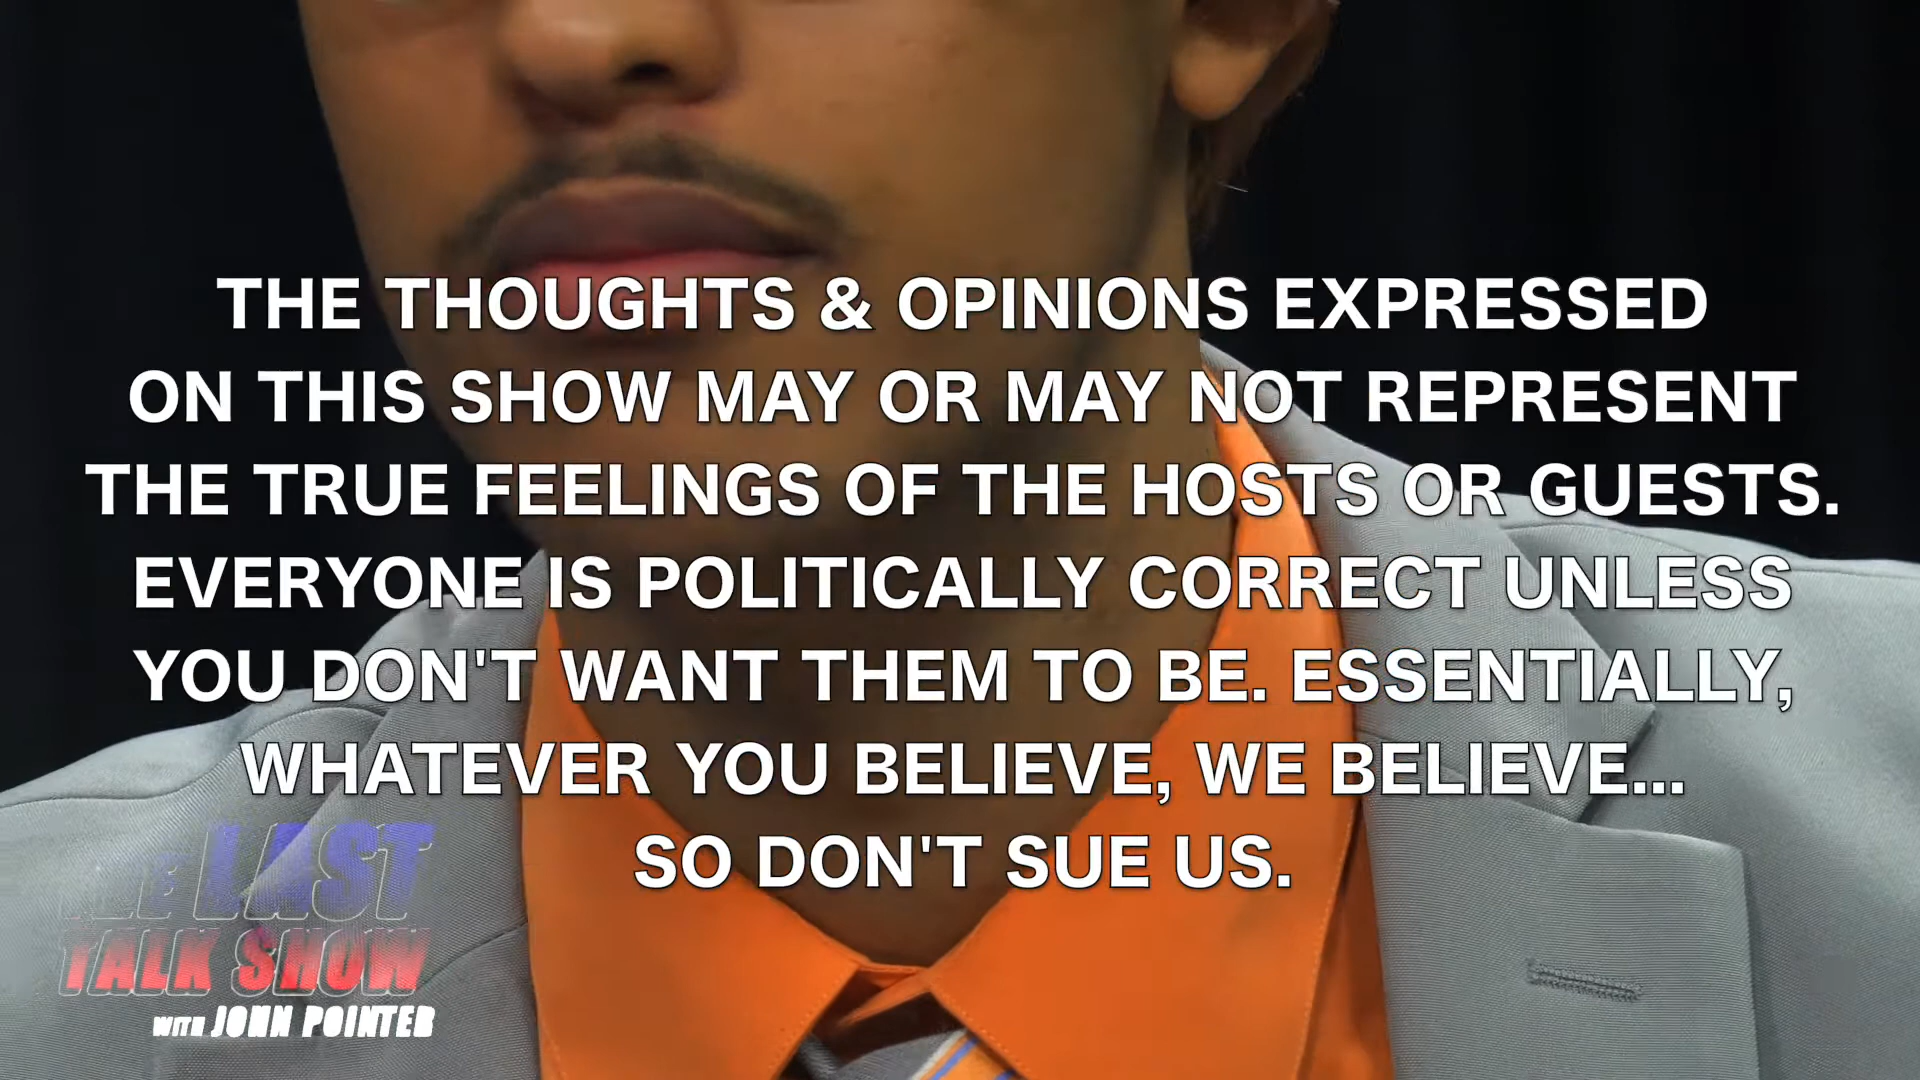 THE THOUGHTS & OPINIONS EXPRESSED
ON THIS SHOW MAY OR MAY NOT REPRESENT
THE TRUE FEELINGS OF THE HOSTS OR GUESTS.
EVERYONE IS POLITICALLY CORRECT UNLESS
YOU DON'T WANT THEM TO BE. ESSENTIALLY,
WHATEVER YOU BELIEVE, WE BELIEVE...
SO DON'T SUE US.
THE LAST
TALK SHOW
WITH JOHN POINTER